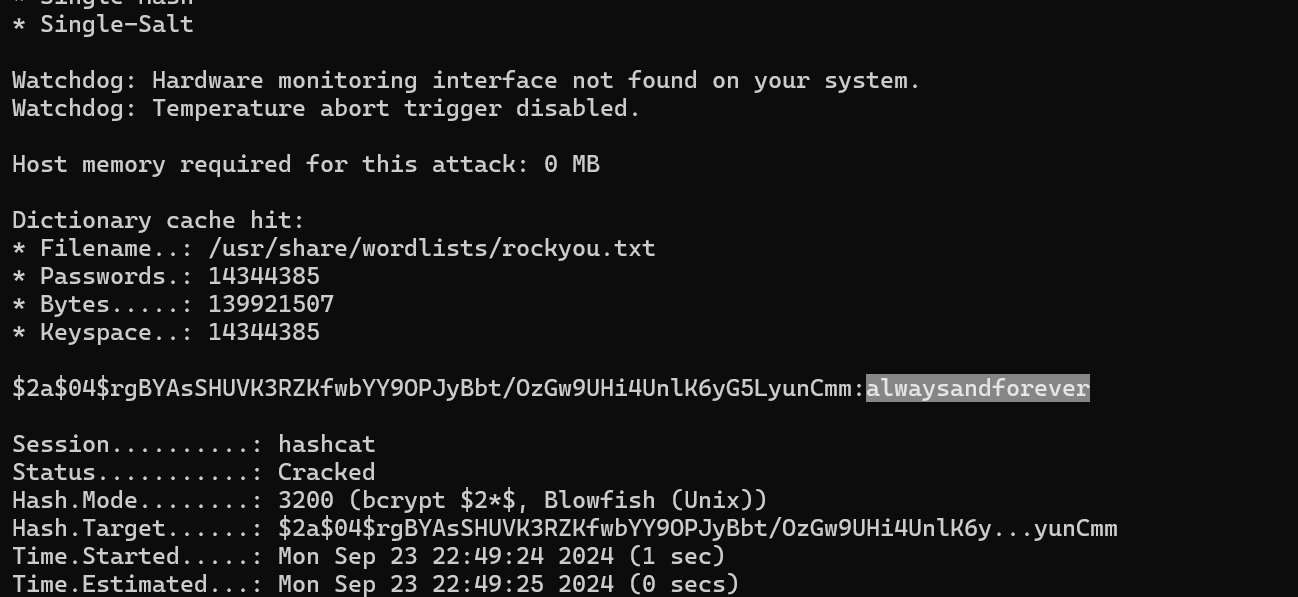 * Single-Hash
* Single-Salt
Watchdog: Hardware monitoring interface not found on your system.
Watchdog: Temperature abort trigger disabled.
Host memory required for this attack: 0 MB
Dictionary cache hit:
* Filename..: /usr/share/wordlists/rockyou.txt
* Passwords.: 14344385
* Bytes.....: 139921507
* Keyspace..: 14344385
$2a$04$rgBYAsSHUVK3RZKfwbYY9OPJyBbt/OzGw9UHi4UnlK6yG5LyunCmm:alwaysandforever
Session..........: hashcat
Status...........: Cracked
Hash.Mode........: 3200 (bcrypt $2*$, Blowfish (Unix))
Hash.Target......: $2a$04$rgBYAsSHUVK3RZKfwbYY9OPJyBbt/OzGw9UHi4UnlK6y...yunCmm
Time.Started.....: Mon Sep 23 22:49:24 2024 (1 sec)
Time.Estimated...: Mon Sep 23 22:49:25 2024 (0 secs)